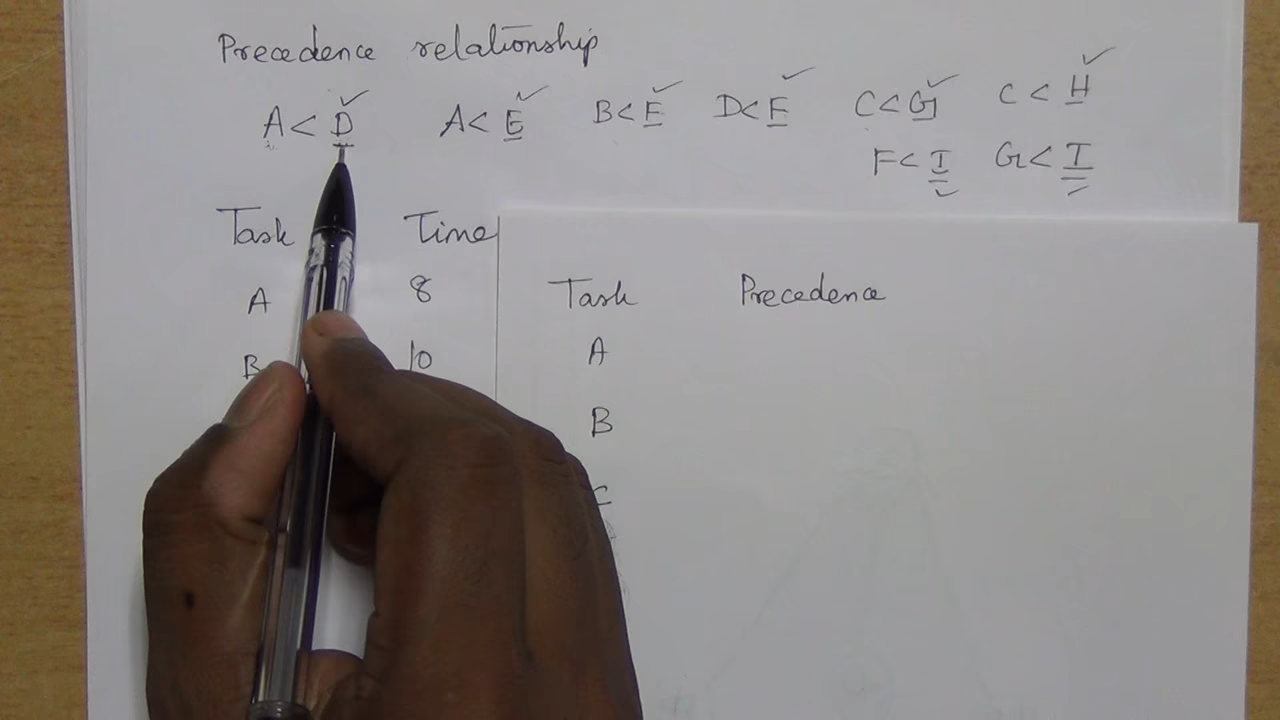 Precedence relationship
A < D ✓ A < E ✓ B < F ✓ D < F ✓ C < G ✓ C < H ✓
F < I ✓ G < I ✓
Task Time
A 8
B 10
Task Precedence
A
B
C